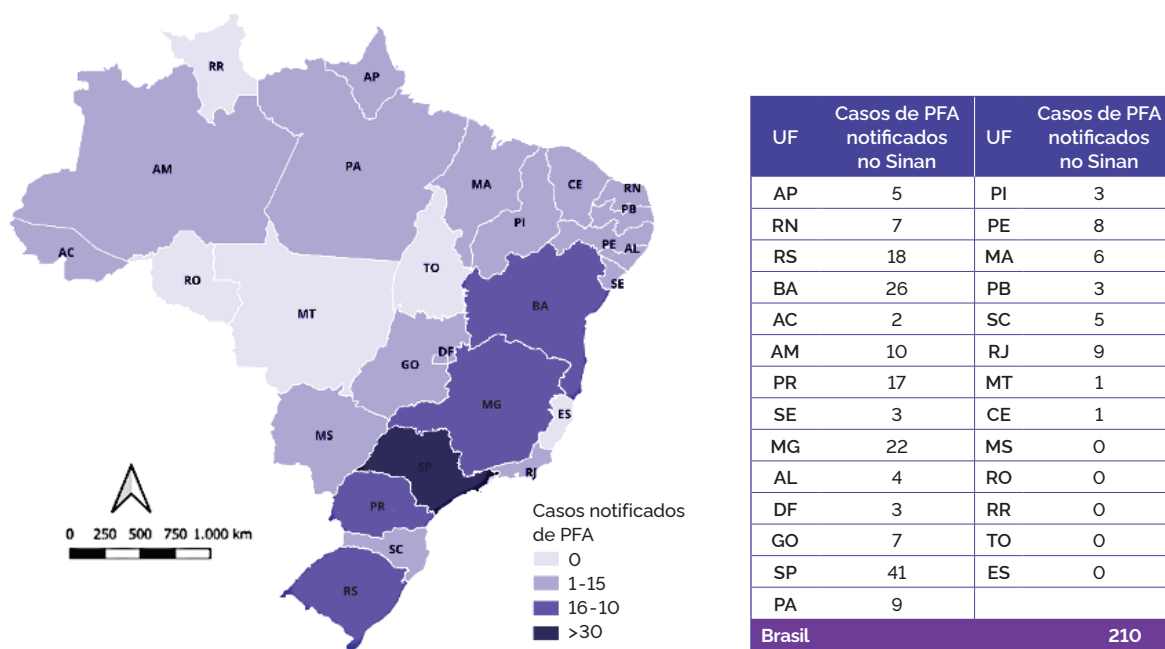 RR
AP
AM
PA
MA
CE
RN
PB
PI
PE
AL
SE
AC
RO
TO
BA
MT
DF
GO
MG
ES
MS
SP
RJ
PR
SC
RS
0 250 500 750 1.000 km
Casos notificados
de PFA
0
1-15
16-10
>30
UF Casos de PFA notificados no Sinan UF Casos de PFA notificados no Sinan
AP 5 PI 3
RN 7 PE 8
RS 18 MA 6
BA 26 PB 3
AC 2 SC 5
AM 10 RJ 9
PR 17 MT 1
SE 3 CE 1
MG 22 MS 0
AL 4 RO 0
DF 3 RR 0
GO 7 TO 0
SP 41 ES 0
PA 9
Brasil 210